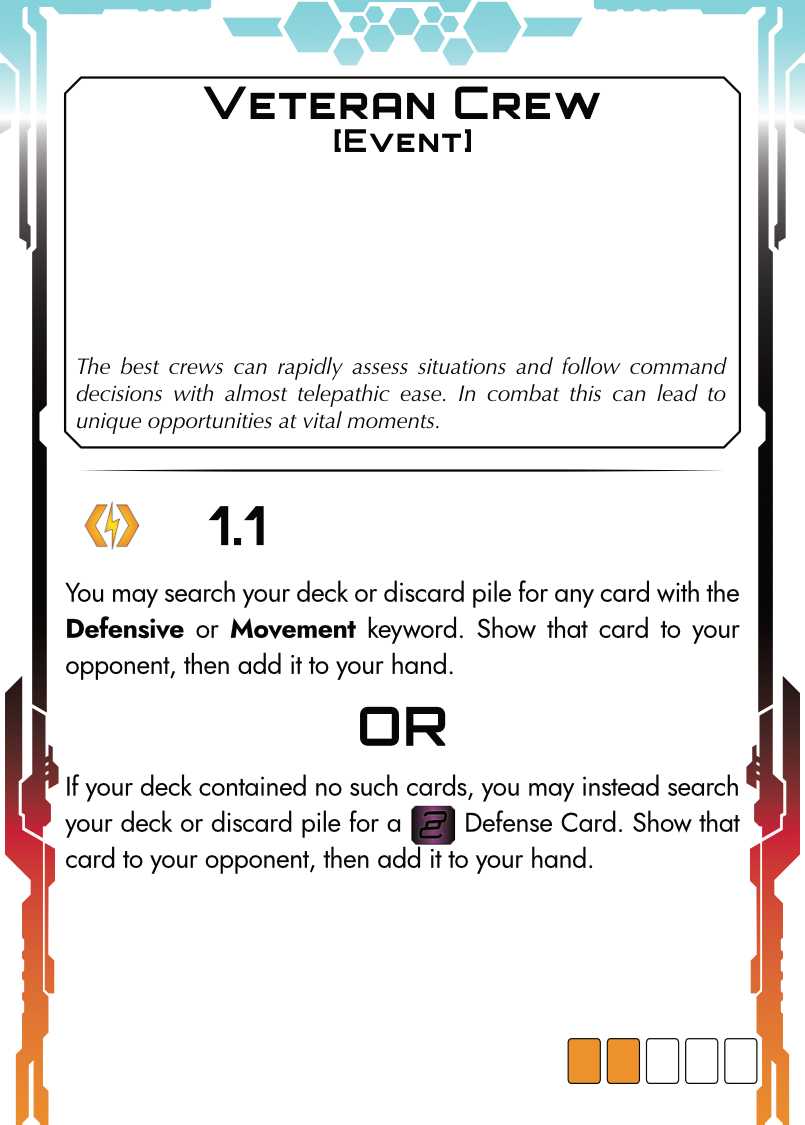 Veteran Crew
[Event]
The best crews can rapidly assess situations and follow command
decisions with almost telepathic ease. In combat this can lead to
unique opportunities at vital moments.
1.1
You may search your deck or discard pile for any card with the
Defensive or Movement keyword. Show that card to your
opponent, then add it to your hand.
OR
If your deck contained no such cards, you may instead search
your deck or discard pile for a 2 Defense Card. Show that
card to your opponent, then add it to your hand.